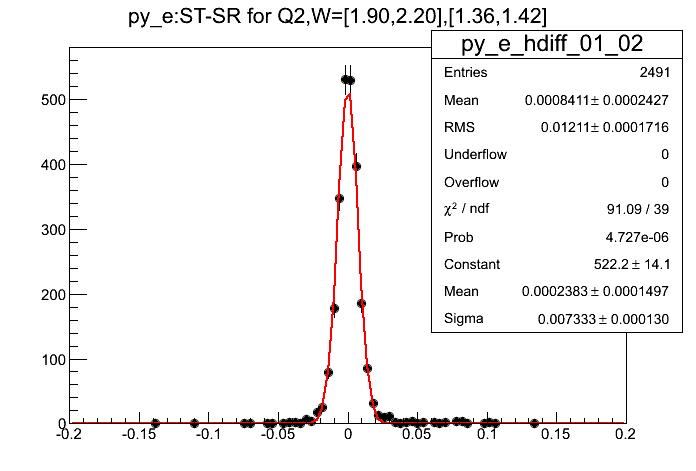 py_e:ST-SR for Q2,W=[1.90,2.20],[1.36,1.42]
py_e_hdiff_01_02
Entries 2491
Mean 0.0008411± 0.0002427
RMS 0.01211± 0.0001716
Underflow 0
Overflow 0
χ² / ndf 91.09 / 39
Prob 4.727e-06
Constant 522.2 ± 14.1
Mean 0.0002383 ± 0.0001497
Sigma 0.007333 ± 0.000130
500
400
300
200
100
0
-0.2 -0.15 -0.1 -0.05 0 0.05 0.1 0.15 0.2